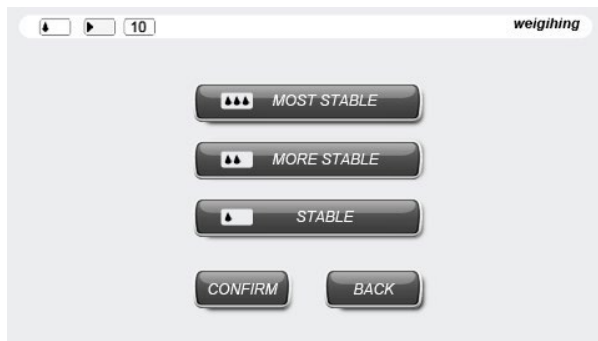 10 weigihing
MOST STABLE
MORE STABLE
STABLE
CONFIRM BACK